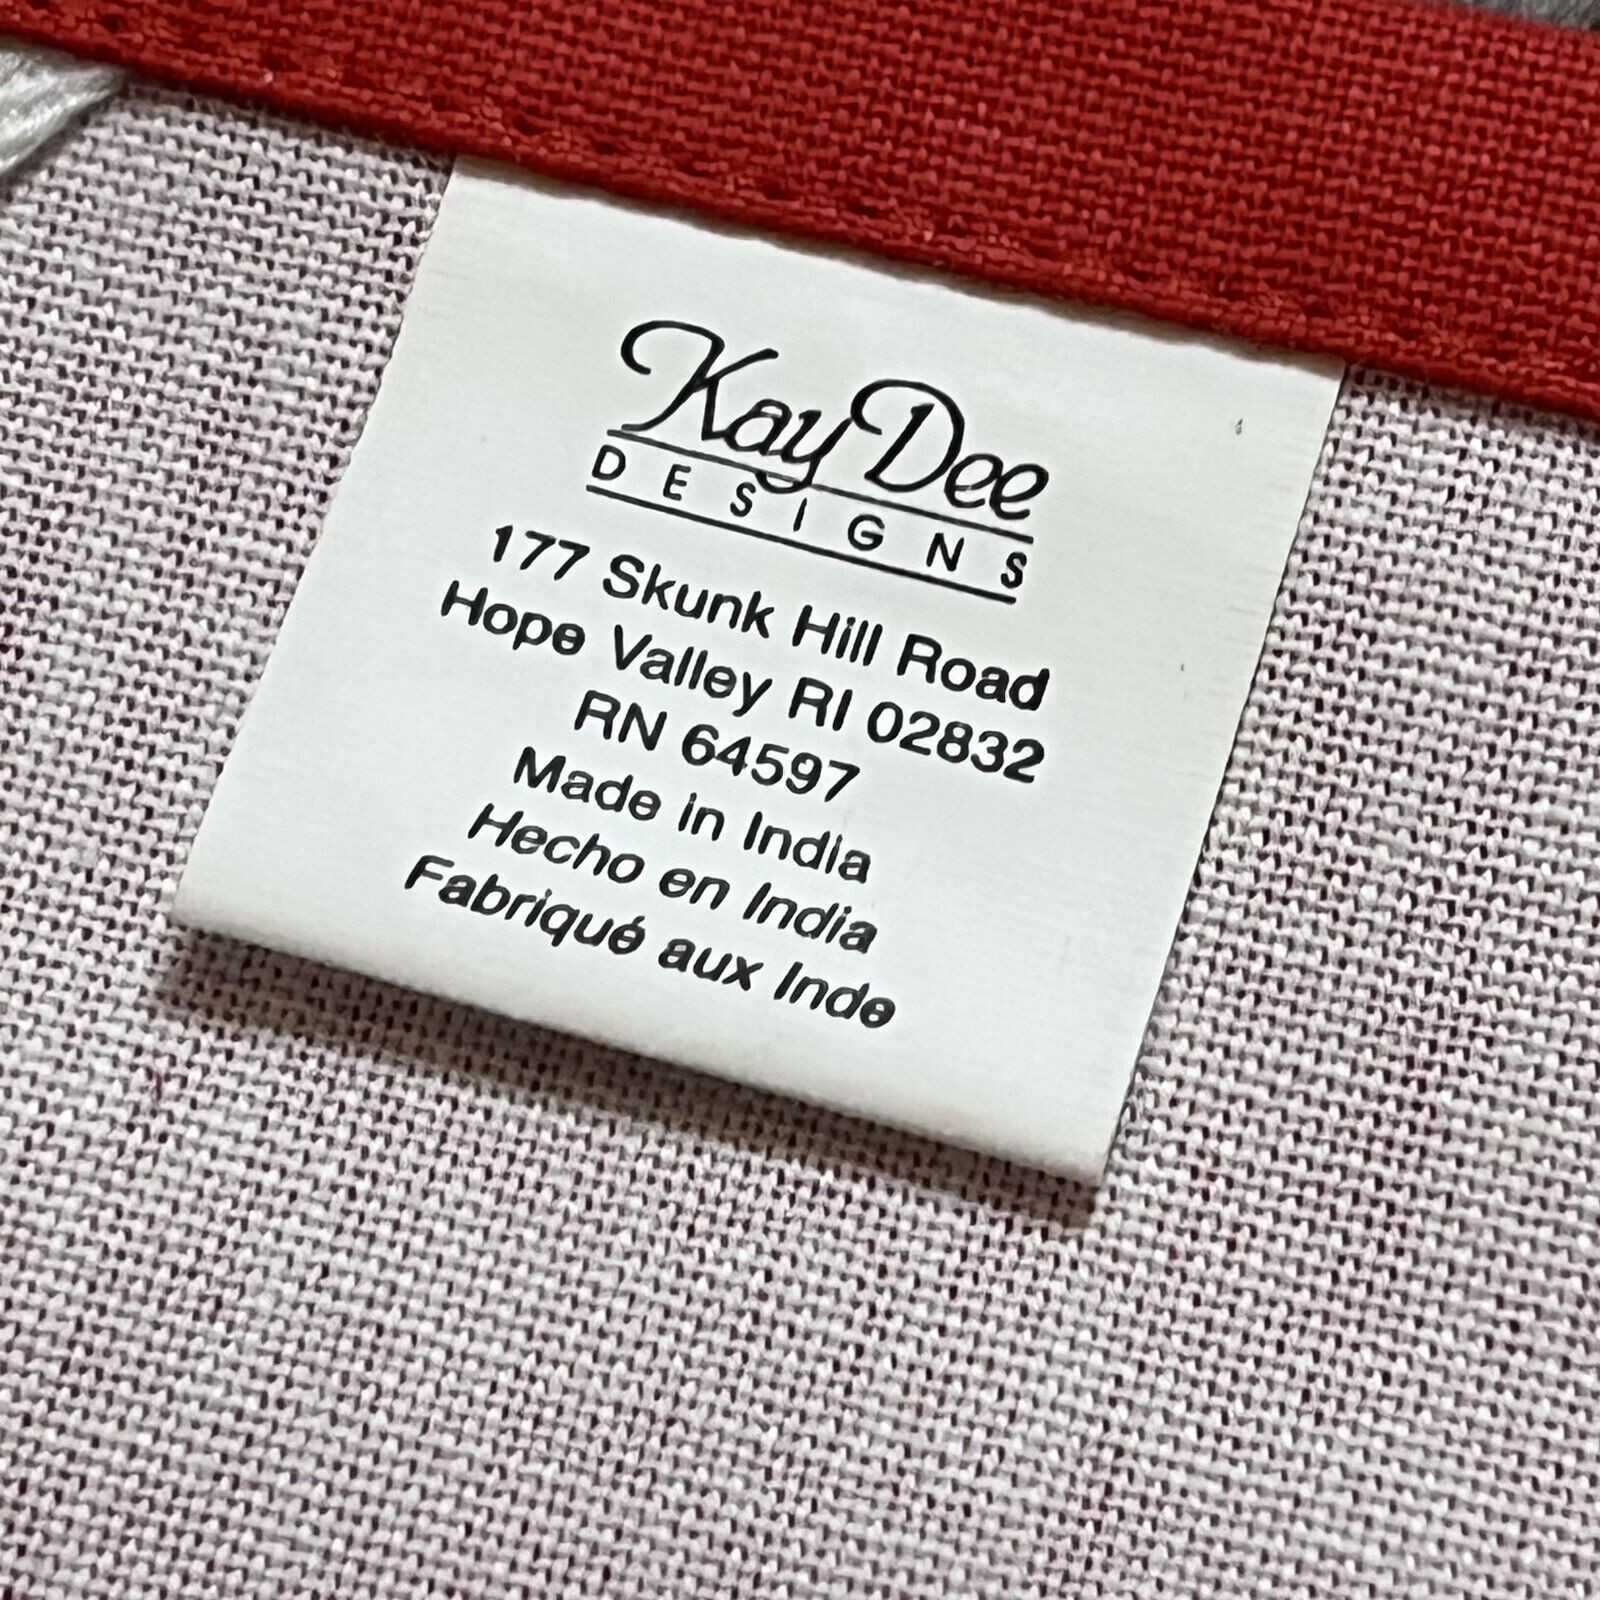 Kay Dee
DESIGNS
177 Skunk Hill Road
Hope Valley RI 02832
RN 64597
Made in India
Hecho en India
Fabriqué aux Inde